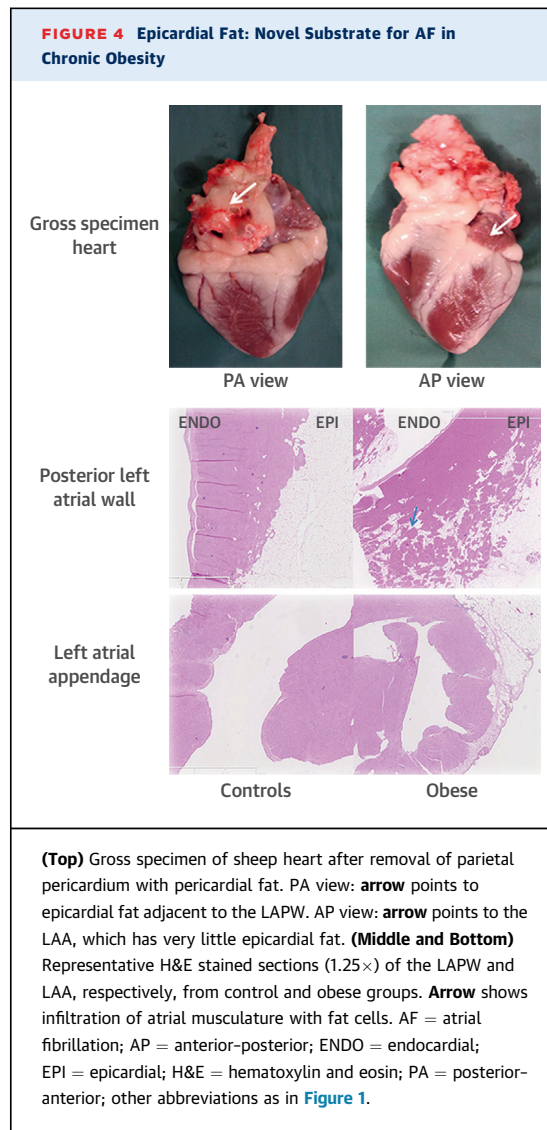 FIGURE 4 Epicardial Fat: Novel Substrate for AF in
Chronic Obesity
Gross specimen
heart
PA view
AP view
ENDO
EPI
ENDO
EPI
Posterior left
atrial wall
Left atrial
appendage
Controls
Obese
(Top) Gross specimen of sheep heart after removal of parietal
pericardium with pericardial fat. PA view: arrow points to
epicardial fat adjacent to the LAPW. AP view: arrow points to the
LAA, which has very little epicardial fat. (Middle and Bottom)
Representative H&E stained sections (1.25×) of the LAPW and
LAA, respectively, from control and obese groups. Arrow shows
infiltration of atrial musculature with fat cells. AF = atrial
fibrillation; AP = anterior-posterior; ENDO = endocardial;
EPI = epicardial; H&E = hematoxylin and eosin; PA = posterior-
anterior; other abbreviations as in Figure 1.